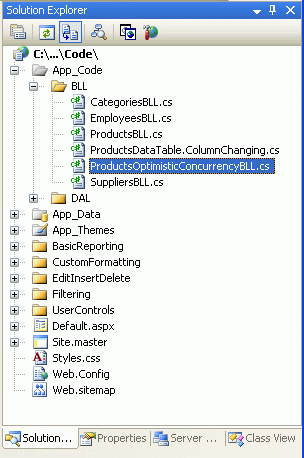 Solution Explorer
C:\...\Code\
App_Code
BLL
CategoriesBLL.cs
EmployeesBLL.cs
ProductsBLL.cs
ProductsDataTable.ColumnChanging.cs
ProductsOptimisticConcurrencyBLL.cs
SuppliersBLL.cs
DAL
App_Data
App_Themes
BasicReporting
CustomFormatting
EditInsertDelete
Filtering
UserControls
Default.aspx
Site.master
Styles.css
Web.Config
Web.sitemap
Solution... Properties Server ... Class View